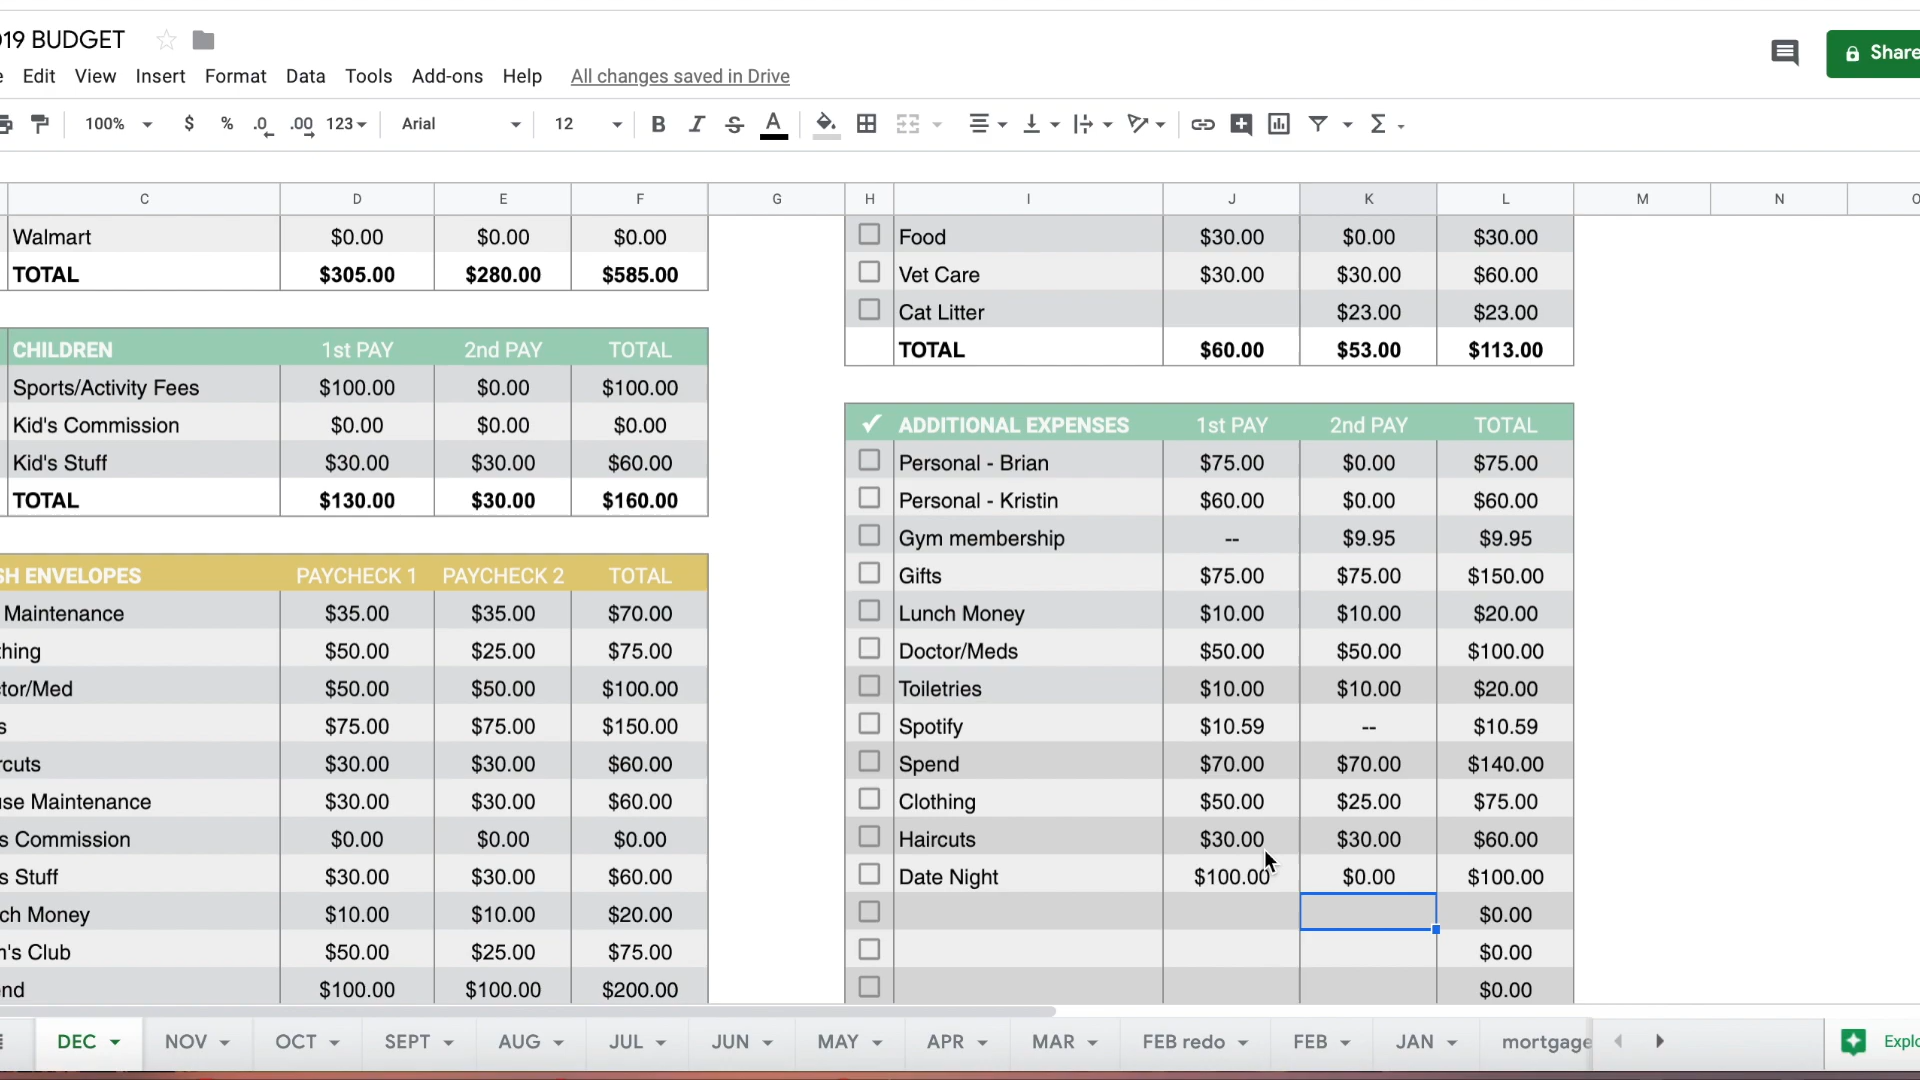 019 BUDGET
Edit View Insert Format Data Tools Add-ons Help All changes saved in Drive
Share
100% $ % .0 .00 123 Arial 12 B I S A Σ
C D E F G H I J K L M N O
Walmart $0.00 $0.00 $0.00
TOTAL $305.00 $280.00 $585.00
CHILDREN 1st PAY 2nd PAY TOTAL
Sports/Activity Fees $100.00 $0.00 $100.00
Kid's Commission $0.00 $0.00 $0.00
Kid's Stuff $30.00 $30.00 $60.00
TOTAL $130.00 $30.00 $160.00
SH ENVELOPES PAYCHECK 1 PAYCHECK 2 TOTAL
Maintenance $35.00 $35.00 $70.00
thing $50.00 $25.00 $75.00
tor/Med $50.00 $50.00 $100.00
s $75.00 $75.00 $150.00
rcuts $30.00 $30.00 $60.00
use Maintenance $30.00 $30.00 $60.00
s Commission $0.00 $0.00 $0.00
s Stuff $30.00 $30.00 $60.00
ch Money $10.00 $10.00 $20.00
n's Club $50.00 $25.00 $75.00
end $100.00 $100.00 $200.00
Food $30.00 $0.00 $30.00
Vet Care $30.00 $30.00 $60.00
Cat Litter $23.00 $23.00
TOTAL $60.00 $53.00 $113.00
✓ ADDITIONAL EXPENSES 1st PAY 2nd PAY TOTAL
Personal - Brian $75.00 $0.00 $75.00
Personal - Kristin $60.00 $0.00 $60.00
Gym membership -- $9.95 $9.95
Gifts $75.00 $75.00 $150.00
Lunch Money $10.00 $10.00 $20.00
Doctor/Meds $50.00 $50.00 $100.00
Toiletries $10.00 $10.00 $20.00
Spotify $10.59 -- $10.59
Spend $70.00 $70.00 $140.00
Clothing $50.00 $25.00 $75.00
Haircuts $30.00 $30.00 $60.00
Date Night $100.00 $0.00 $100.00
$0.00
$0.00
$0.00
DEC NOV OCT SEPT AUG JUL JUN MAY APR MAR FEB redo FEB JAN mortgage Explo